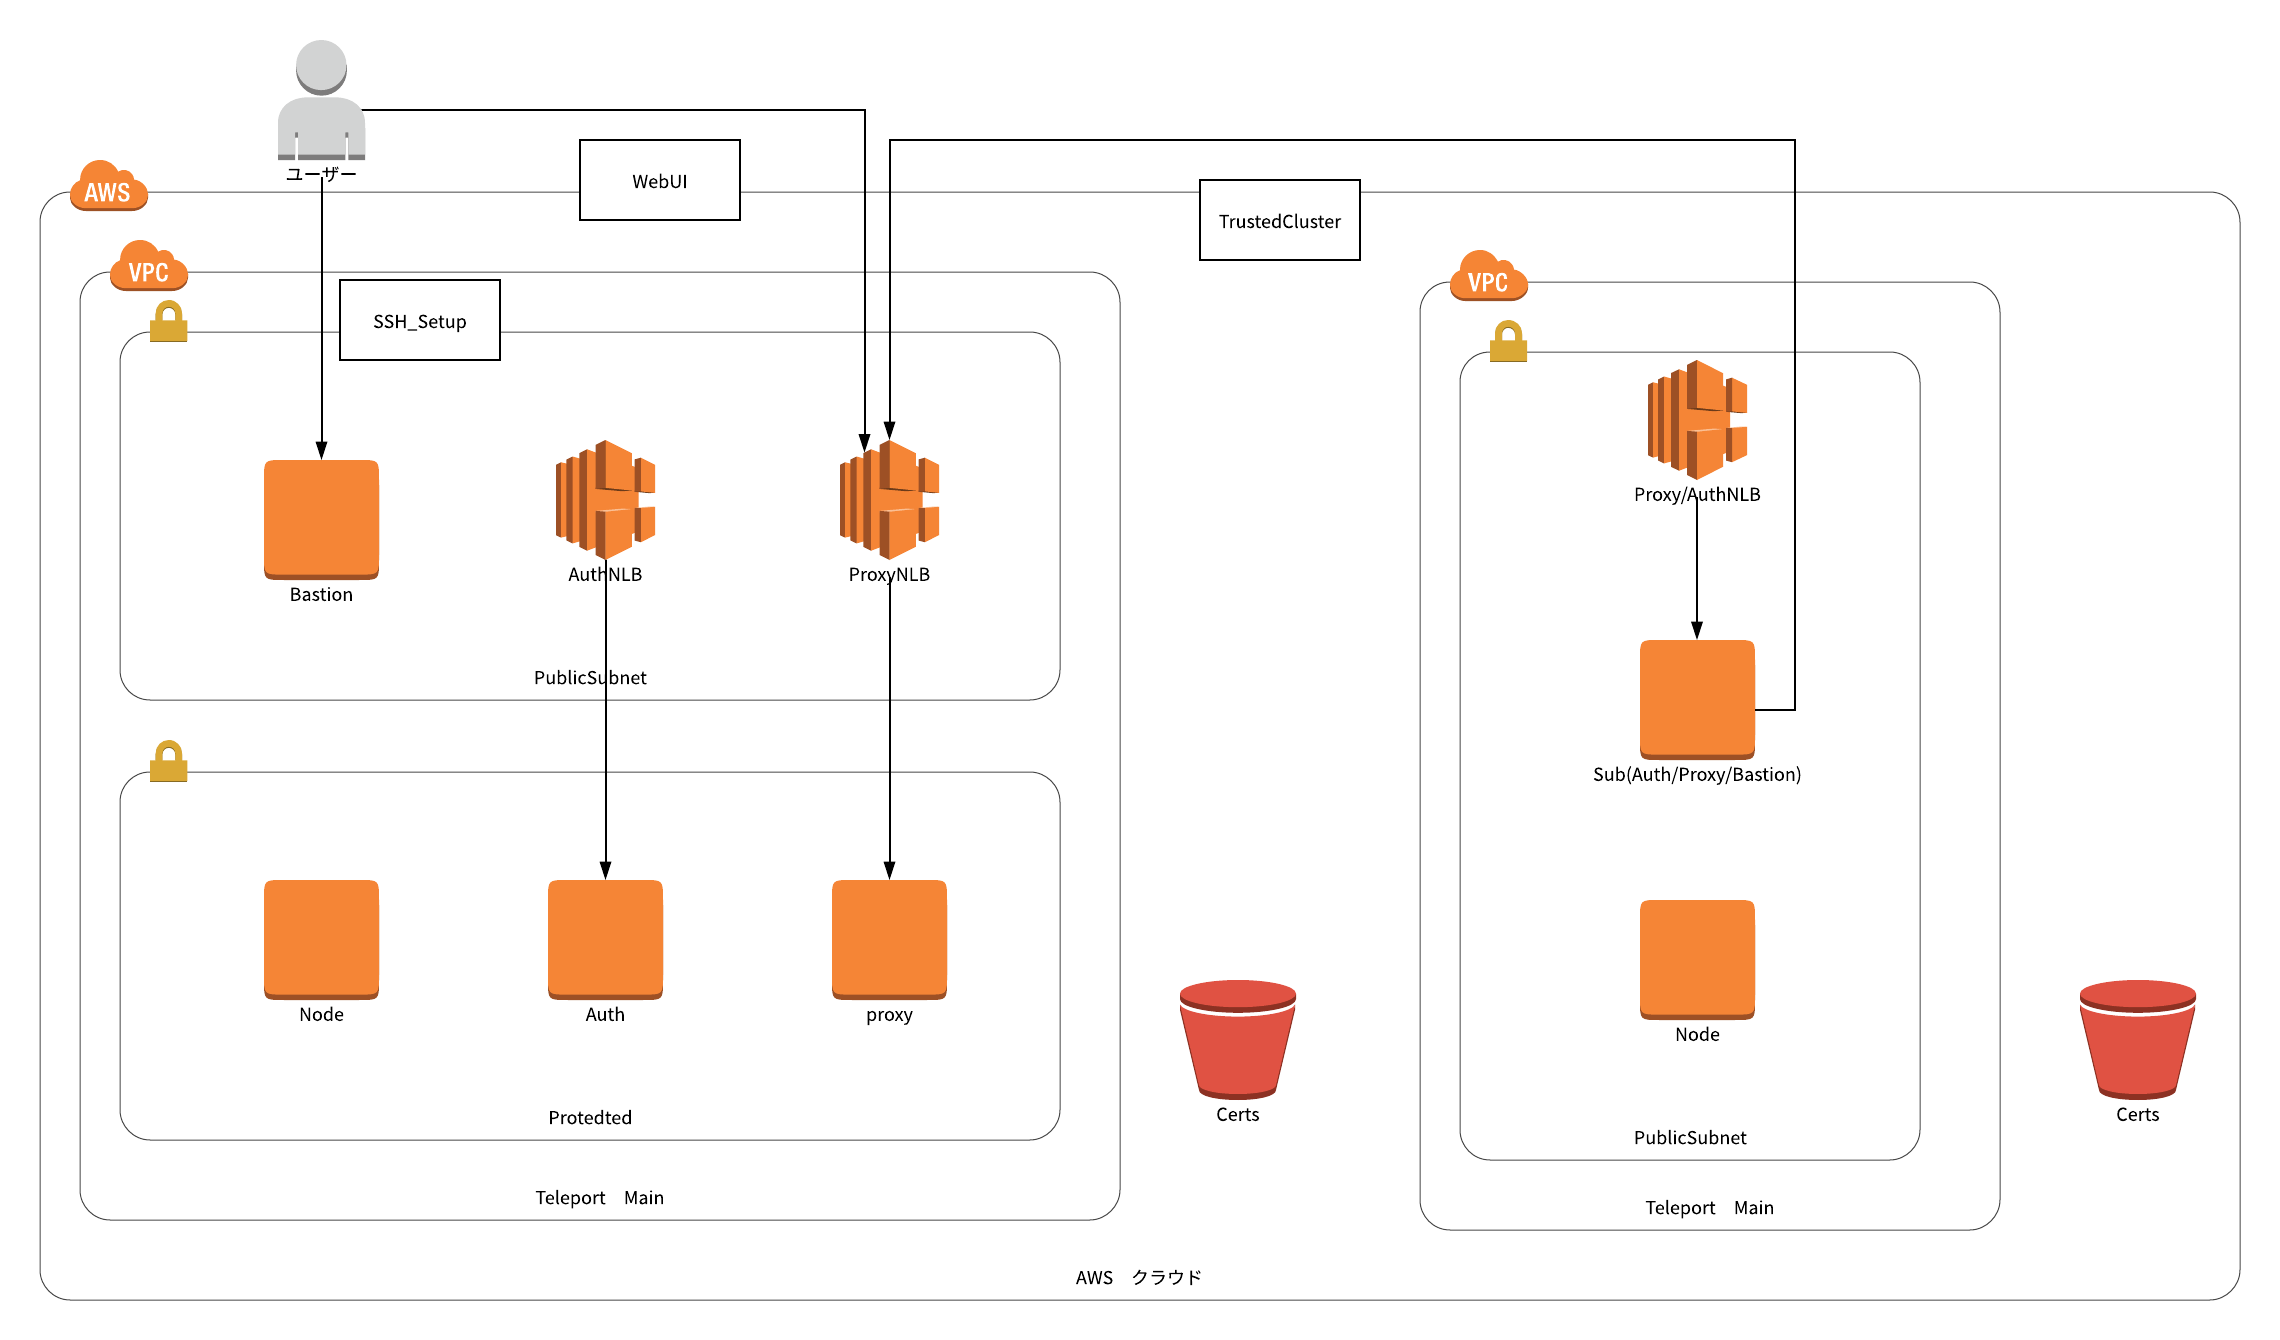 ユーザー
AWS
WebUI
TrustedCluster
VPC
VPC
SSH_Setup
Proxy/AuthNLB
AuthNLB
ProxyNLB
Bastion
PublicSubnet
Sub(Auth/Proxy/Bastion)
Node
Auth
proxy
Node
Certs
Certs
Protedted
PublicSubnet
Teleport　Main
Teleport　Main
AWS　クラウド